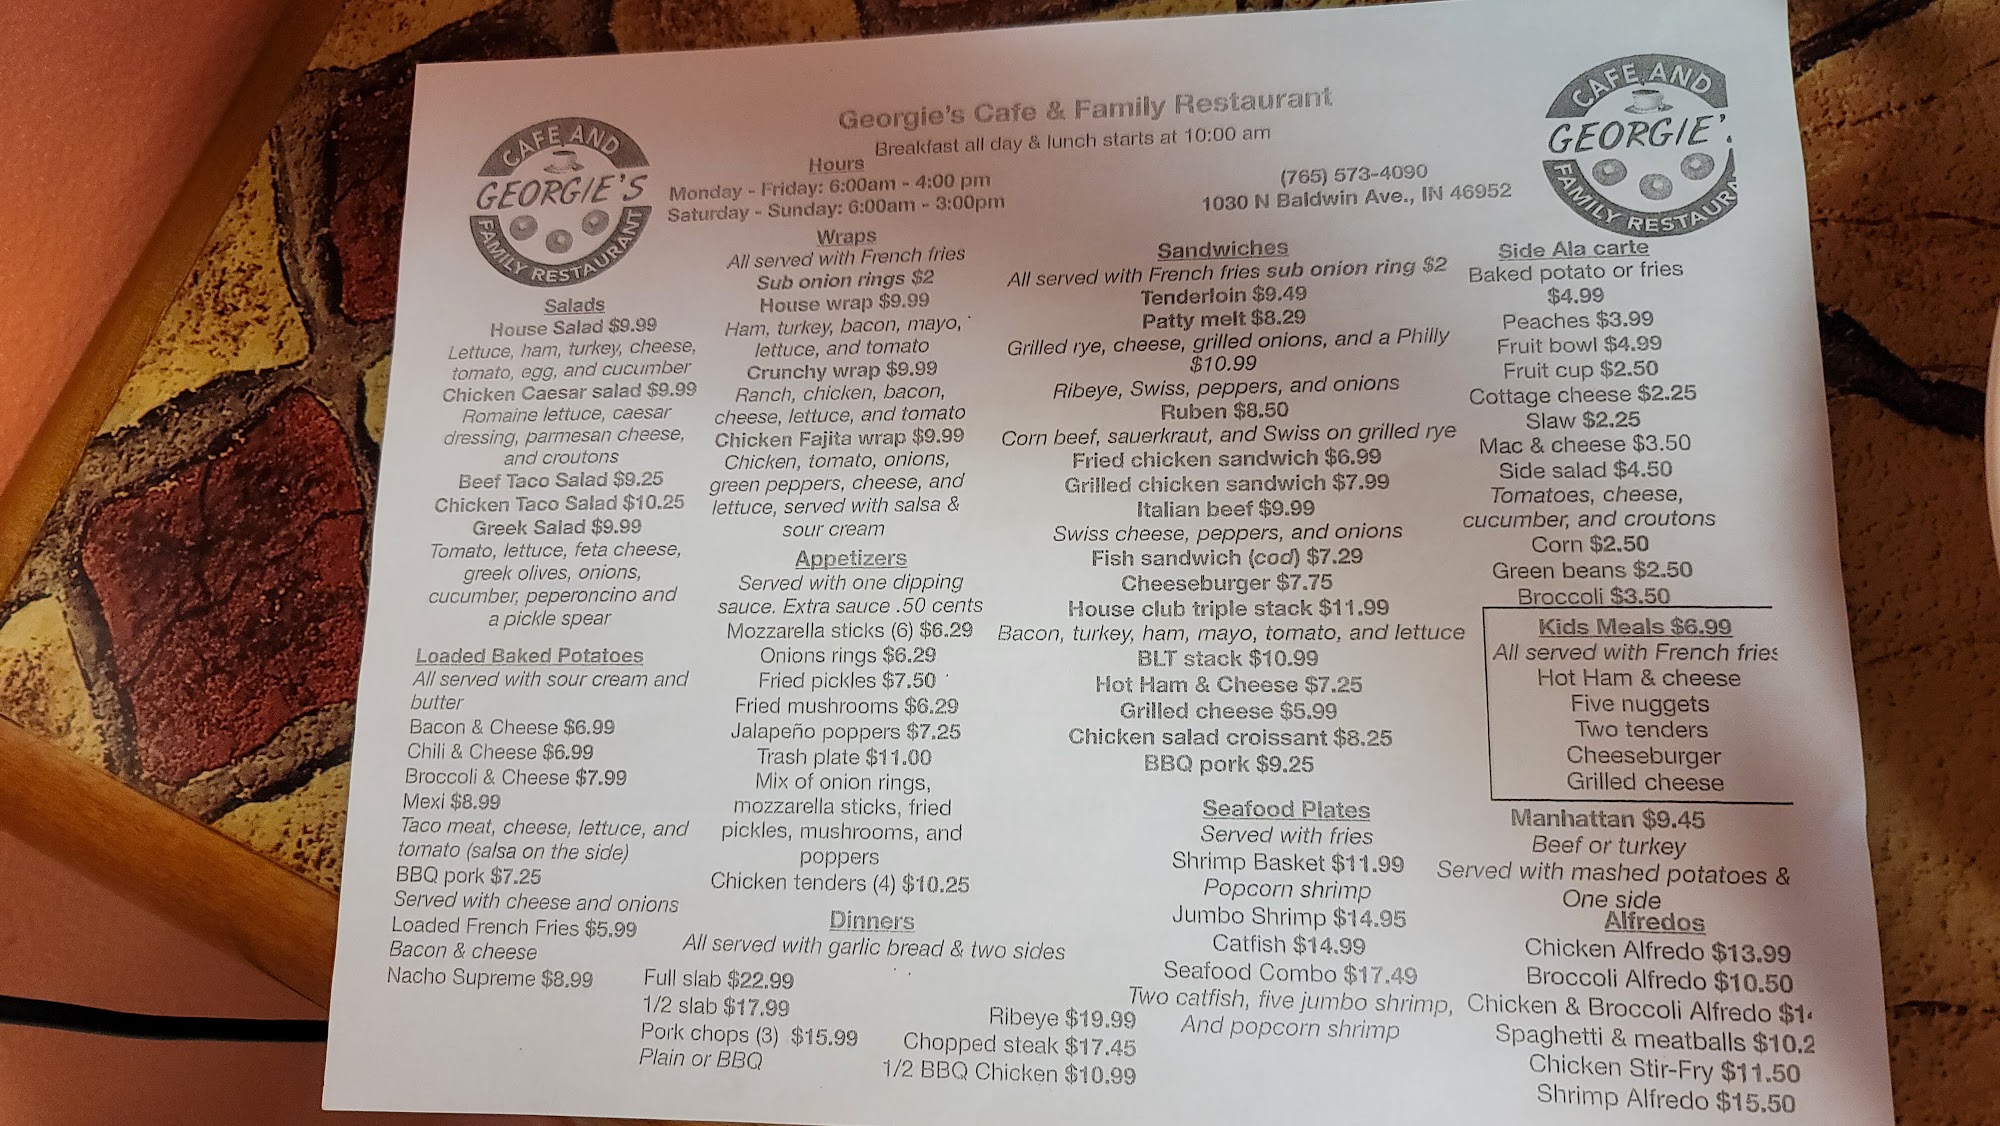 CAFE AND
GEORGIE'S
FAMILY RESTAURANT
Georgie's Cafe & Family Restaurant
Breakfast all day & lunch starts at 10:00 am
Hours
Monday - Friday: 6:00am - 4:00 pm
Saturday - Sunday: 6:00am - 3:00pm
(765) 573-4090
1030 N Baldwin Ave., IN 46952
CAFE AND
GEORGIE'
FAMILY RESTAUR
Salads
House Salad $9.99
Lettuce, ham, turkey, cheese,
tomato, egg, and cucumber
Chicken Caesar salad $9.99
Romaine lettuce, caesar
dressing, parmesan cheese,
and croutons
Beef Taco Salad $9.25
Chicken Taco Salad $10.25
Greek Salad $9.99
Tomato, lettuce, feta cheese,
greek olives, onions,
cucumber, peperoncino and
a pickle spear
Loaded Baked Potatoes
All served with sour cream and
butter
Bacon & Cheese $6.99
Chili & Cheese $6.99
Broccoli & Cheese $7.99
Mexi $8.99
Taco meat, cheese, lettuce, and
tomato (salsa on the side)
BBQ pork $7.25
Served with cheese and onions
Loaded French Fries $5.99
Bacon & cheese
Nacho Supreme $8.99
Wraps
All served with French fries
Sub onion rings $2
House wrap $9.99
Ham, turkey, bacon, mayo,
lettuce, and tomato
Crunchy wrap $9.99
Ranch, chicken, bacon,
cheese, lettuce, and tomato
Chicken Fajita wrap $9.99
Chicken, tomato, onions,
green peppers, cheese, and
lettuce, served with salsa &
sour cream
Appetizers
Served with one dipping
sauce. Extra sauce .50 cents
Mozzarella sticks (6) $6.29
Onions rings $6.29
Fried pickles $7.50
Fried mushrooms $6.29
Jalapeño poppers $7.25
Trash plate $11.00
Mix of onion rings,
mozzarella sticks, fried
pickles, mushrooms, and
poppers
Chicken tenders (4) $10.25
Dinners
All served with garlic bread & two sides
Full slab $22.99
1/2 slab $17.99
Pork chops (3) $15.99
Plain or BBQ
Ribeye $19.99
Chopped steak $17.45
1/2 BBQ Chicken $10.99
Sandwiches
All served with French fries sub onion ring $2
Tenderloin $9.49
Patty melt $8.29
Grilled rye, cheese, grilled onions, and a Philly
$10.99
Ribeye, Swiss, peppers, and onions
Ruben $8.50
Corn beef, sauerkraut, and Swiss on grilled rye
Fried chicken sandwich $6.99
Grilled chicken sandwich $7.99
Italian beef $9.99
Swiss cheese, peppers, and onions
Fish sandwich (cod) $7.29
Cheeseburger $7.75
House club triple stack $11.99
Bacon, turkey, ham, mayo, tomato, and lettuce
BLT stack $10.99
Hot Ham & Cheese $7.25
Grilled cheese $5.99
Chicken salad croissant $8.25
BBQ pork $9.25
Seafood Plates
Served with fries
Shrimp Basket $11.99
Popcorn shrimp
Jumbo Shrimp $14.95
Catfish $14.99
Seafood Combo $17.49
Two catfish, five jumbo shrimp,
And popcorn shrimp
Side Ala carte
Baked potato or fries
$4.99
Peaches $3.99
Fruit bowl $4.99
Fruit cup $2.50
Cottage cheese $2.25
Slaw $2.25
Mac & cheese $3.50
Side salad $4.50
Tomatoes, cheese,
cucumber, and croutons
Corn $2.50
Green beans $2.50
Broccoli $3.50
Kids Meals $6.99
All served with French fries
Hot Ham & cheese
Five nuggets
Two tenders
Cheeseburger
Grilled cheese
Manhattan $9.45
Beef or turkey
Served with mashed potatoes &
One side
Alfredos
Chicken Alfredo $13.99
Broccoli Alfredo $10.50
Chicken & Broccoli Alfredo $1
Spaghetti & meatballs $10.2
Chicken Stir-Fry $11.50
Shrimp Alfredo $15.50